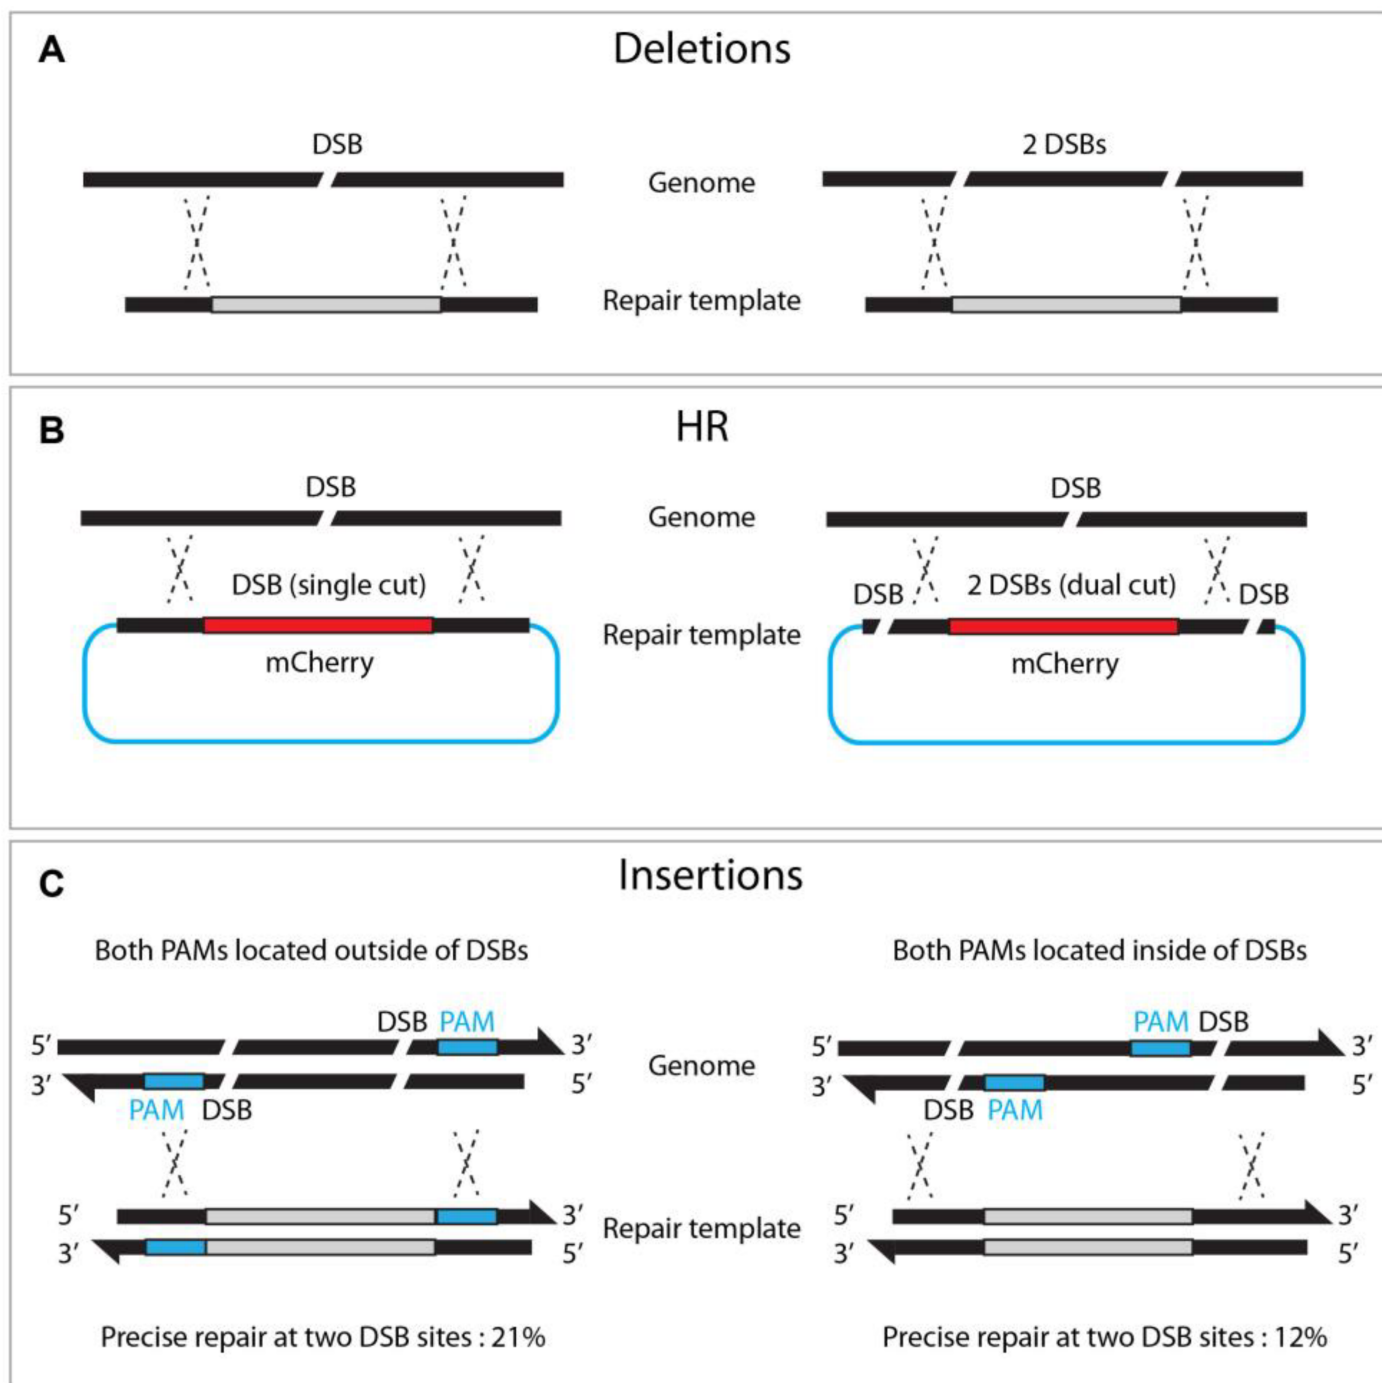 A
Deletions
DSB
2 DSBs
Genome
Repair template
B
HR
DSB
DSB
Genome
DSB (single cut)
DSB
2 DSBs (dual cut)
DSB
Repair template
mCherry
mCherry
C
Insertions
Both PAMs located outside of DSBs
Both PAMs located inside of DSBs
DSB PAM
PAM DSB
5′
3′
5′
3′
Genome
3′
5′
3′
5′
PAM DSB
DSB PAM
5′
3′
5′
3′
Repair template
3′
5′
3′
5′
Precise repair at two DSB sites : 21%
Precise repair at two DSB sites : 12%